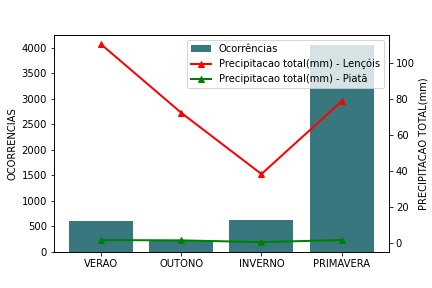 Ocorrências
Precipitacao total(mm) - Lençóis
Precipitacao total(mm) - Piatã
OCORRENCIAS
4000
3500
3000
2500
2000
1500
1000
500
0
100
80
60
40
20
0
PRECIPITACAO TOTAL(mm)
VERAO OUTONO INVERNO PRIMAVERA